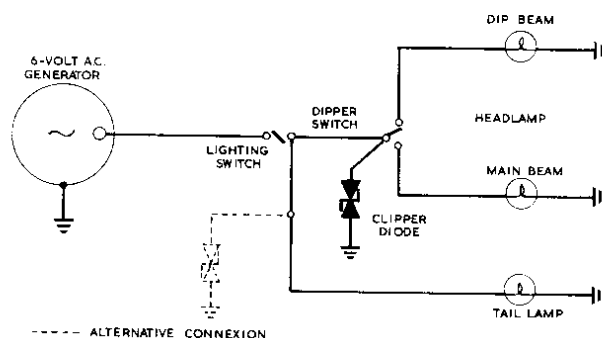 DIP BEAM
6-VOLT A.C.
GENERATOR
DIPPER
SWITCH
HEADLAMP
LIGHTING
SWITCH
MAIN BEAM
CLIPPER
DIODE
TAIL LAMP
ALTERNATIVE CONNEXION